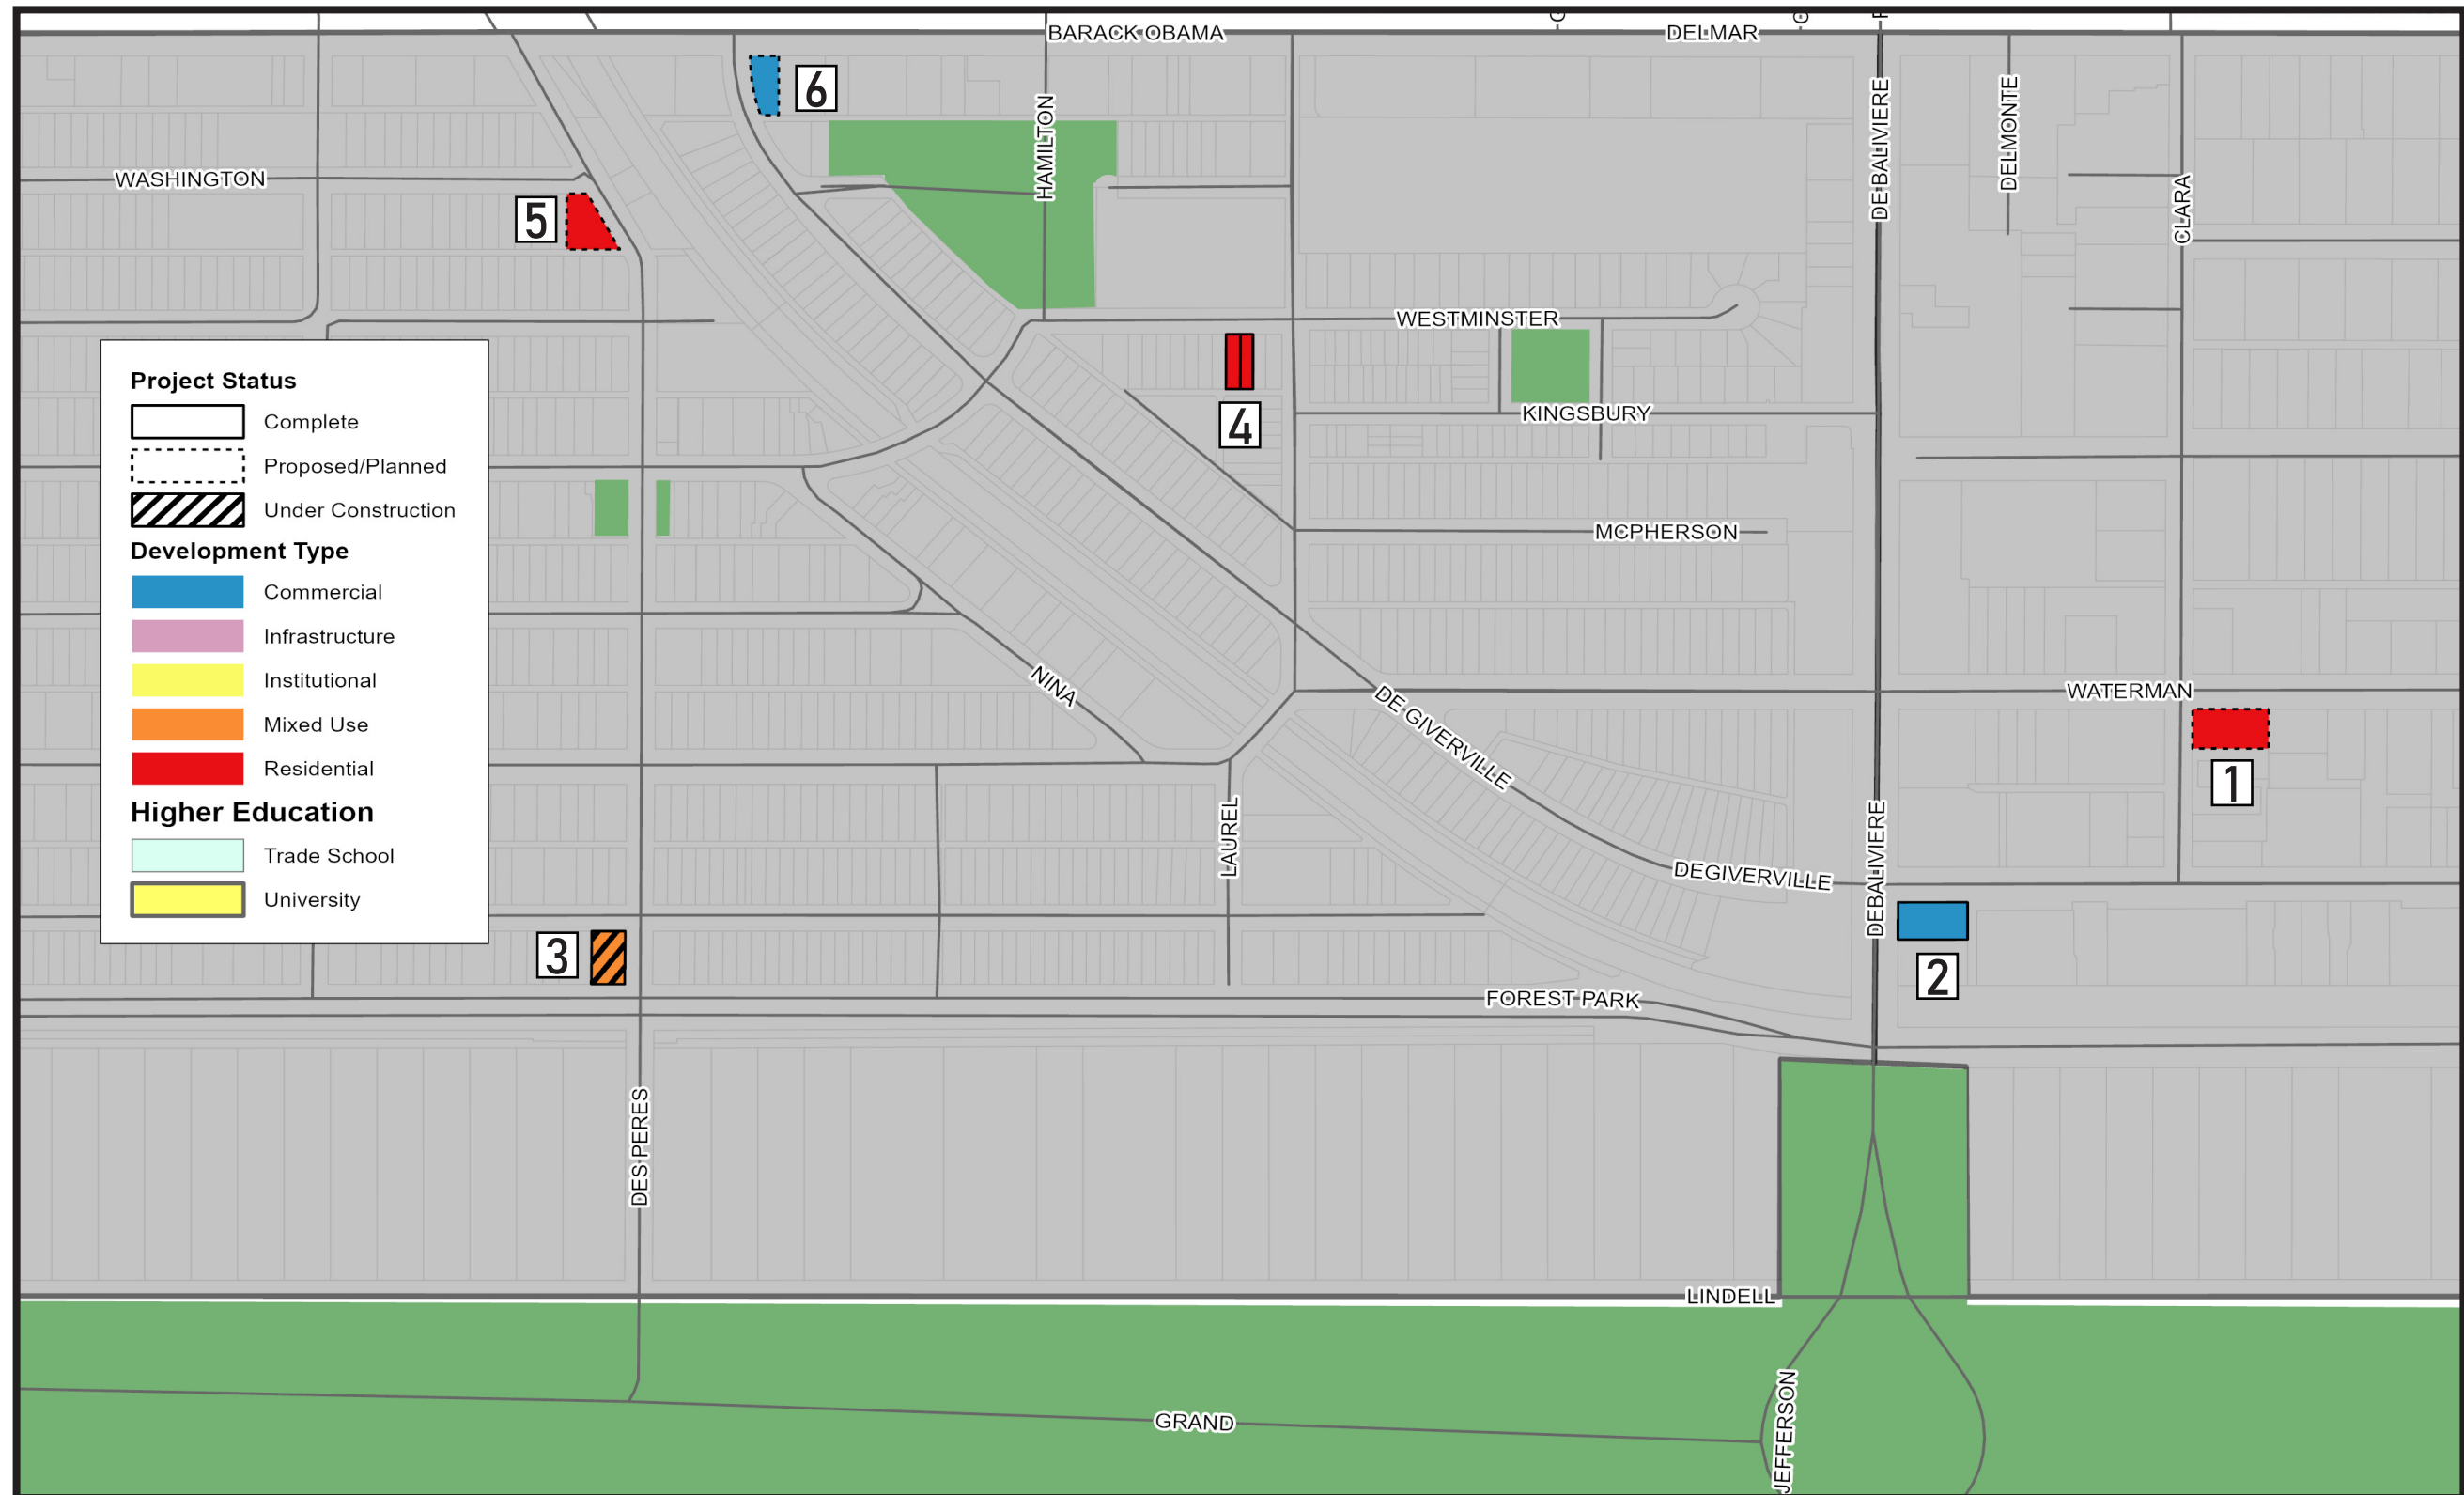 BARACK OBAMA
DELMAR
6
HAMILTON
DE BALIVIERE
DELMONTE
CLARA
WASHINGTON
5
WESTMINSTER
4
KINGSBURY
MCPHERSON
Project Status
Complete
Proposed/Planned
Under Construction
Development Type
Commercial
Infrastructure
Institutional
Mixed Use
Residential
Higher Education
Trade School
University
NINA
DE GIVERVILLE
WATERMAN
1
LAUREL
DEGIVERVILLE
DEBALIVIERE
2
3
FOREST PARK
DES PERES
LINDELL
GRAND
JEFFERSON